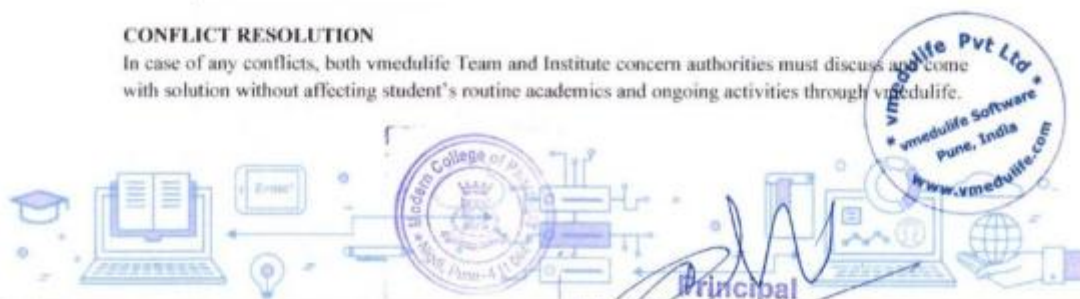 CONFLICT RESOLUTION
In case of any conflicts, both vmedulife Team and Institute concern authorities must discuss and come
with solution without affecting student's routine academics and ongoing activities through vmedulife.
vmedulife Pvt Ltd
vmedulife Software
Pune, India
www.vmedulife.com
Modern College of
Principal